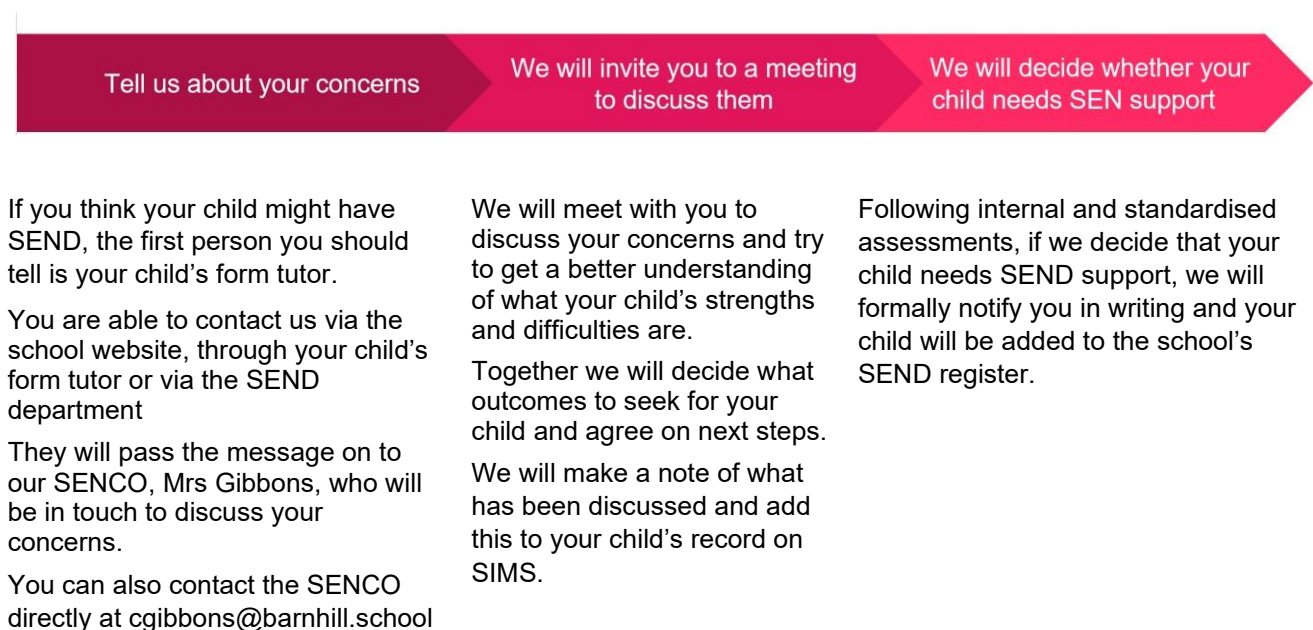 Tell us about your concerns
We will invite you to a meeting
to discuss them
We will decide whether your
child needs SEN support
If you think your child might have
SEND, the first person you should
tell is your child’s form tutor.
You are able to contact us via the
school website, through your child’s
form tutor or via the SEND
department
They will pass the message on to
our SENCO, Mrs Gibbons, who will
be in touch to discuss your
concerns.
You can also contact the SENCO
directly at cgibbons@barnhill.school
We will meet with you to
discuss your concerns and try
to get a better understanding
of what your child’s strengths
and difficulties are.
Together we will decide what
outcomes to seek for your
child and agree on next steps.
We will make a note of what
has been discussed and add
this to your child’s record on
SIMS.
Following internal and standardised
assessments, if we decide that your
child needs SEND support, we will
formally notify you in writing and your
child will be added to the school’s
SEND register.